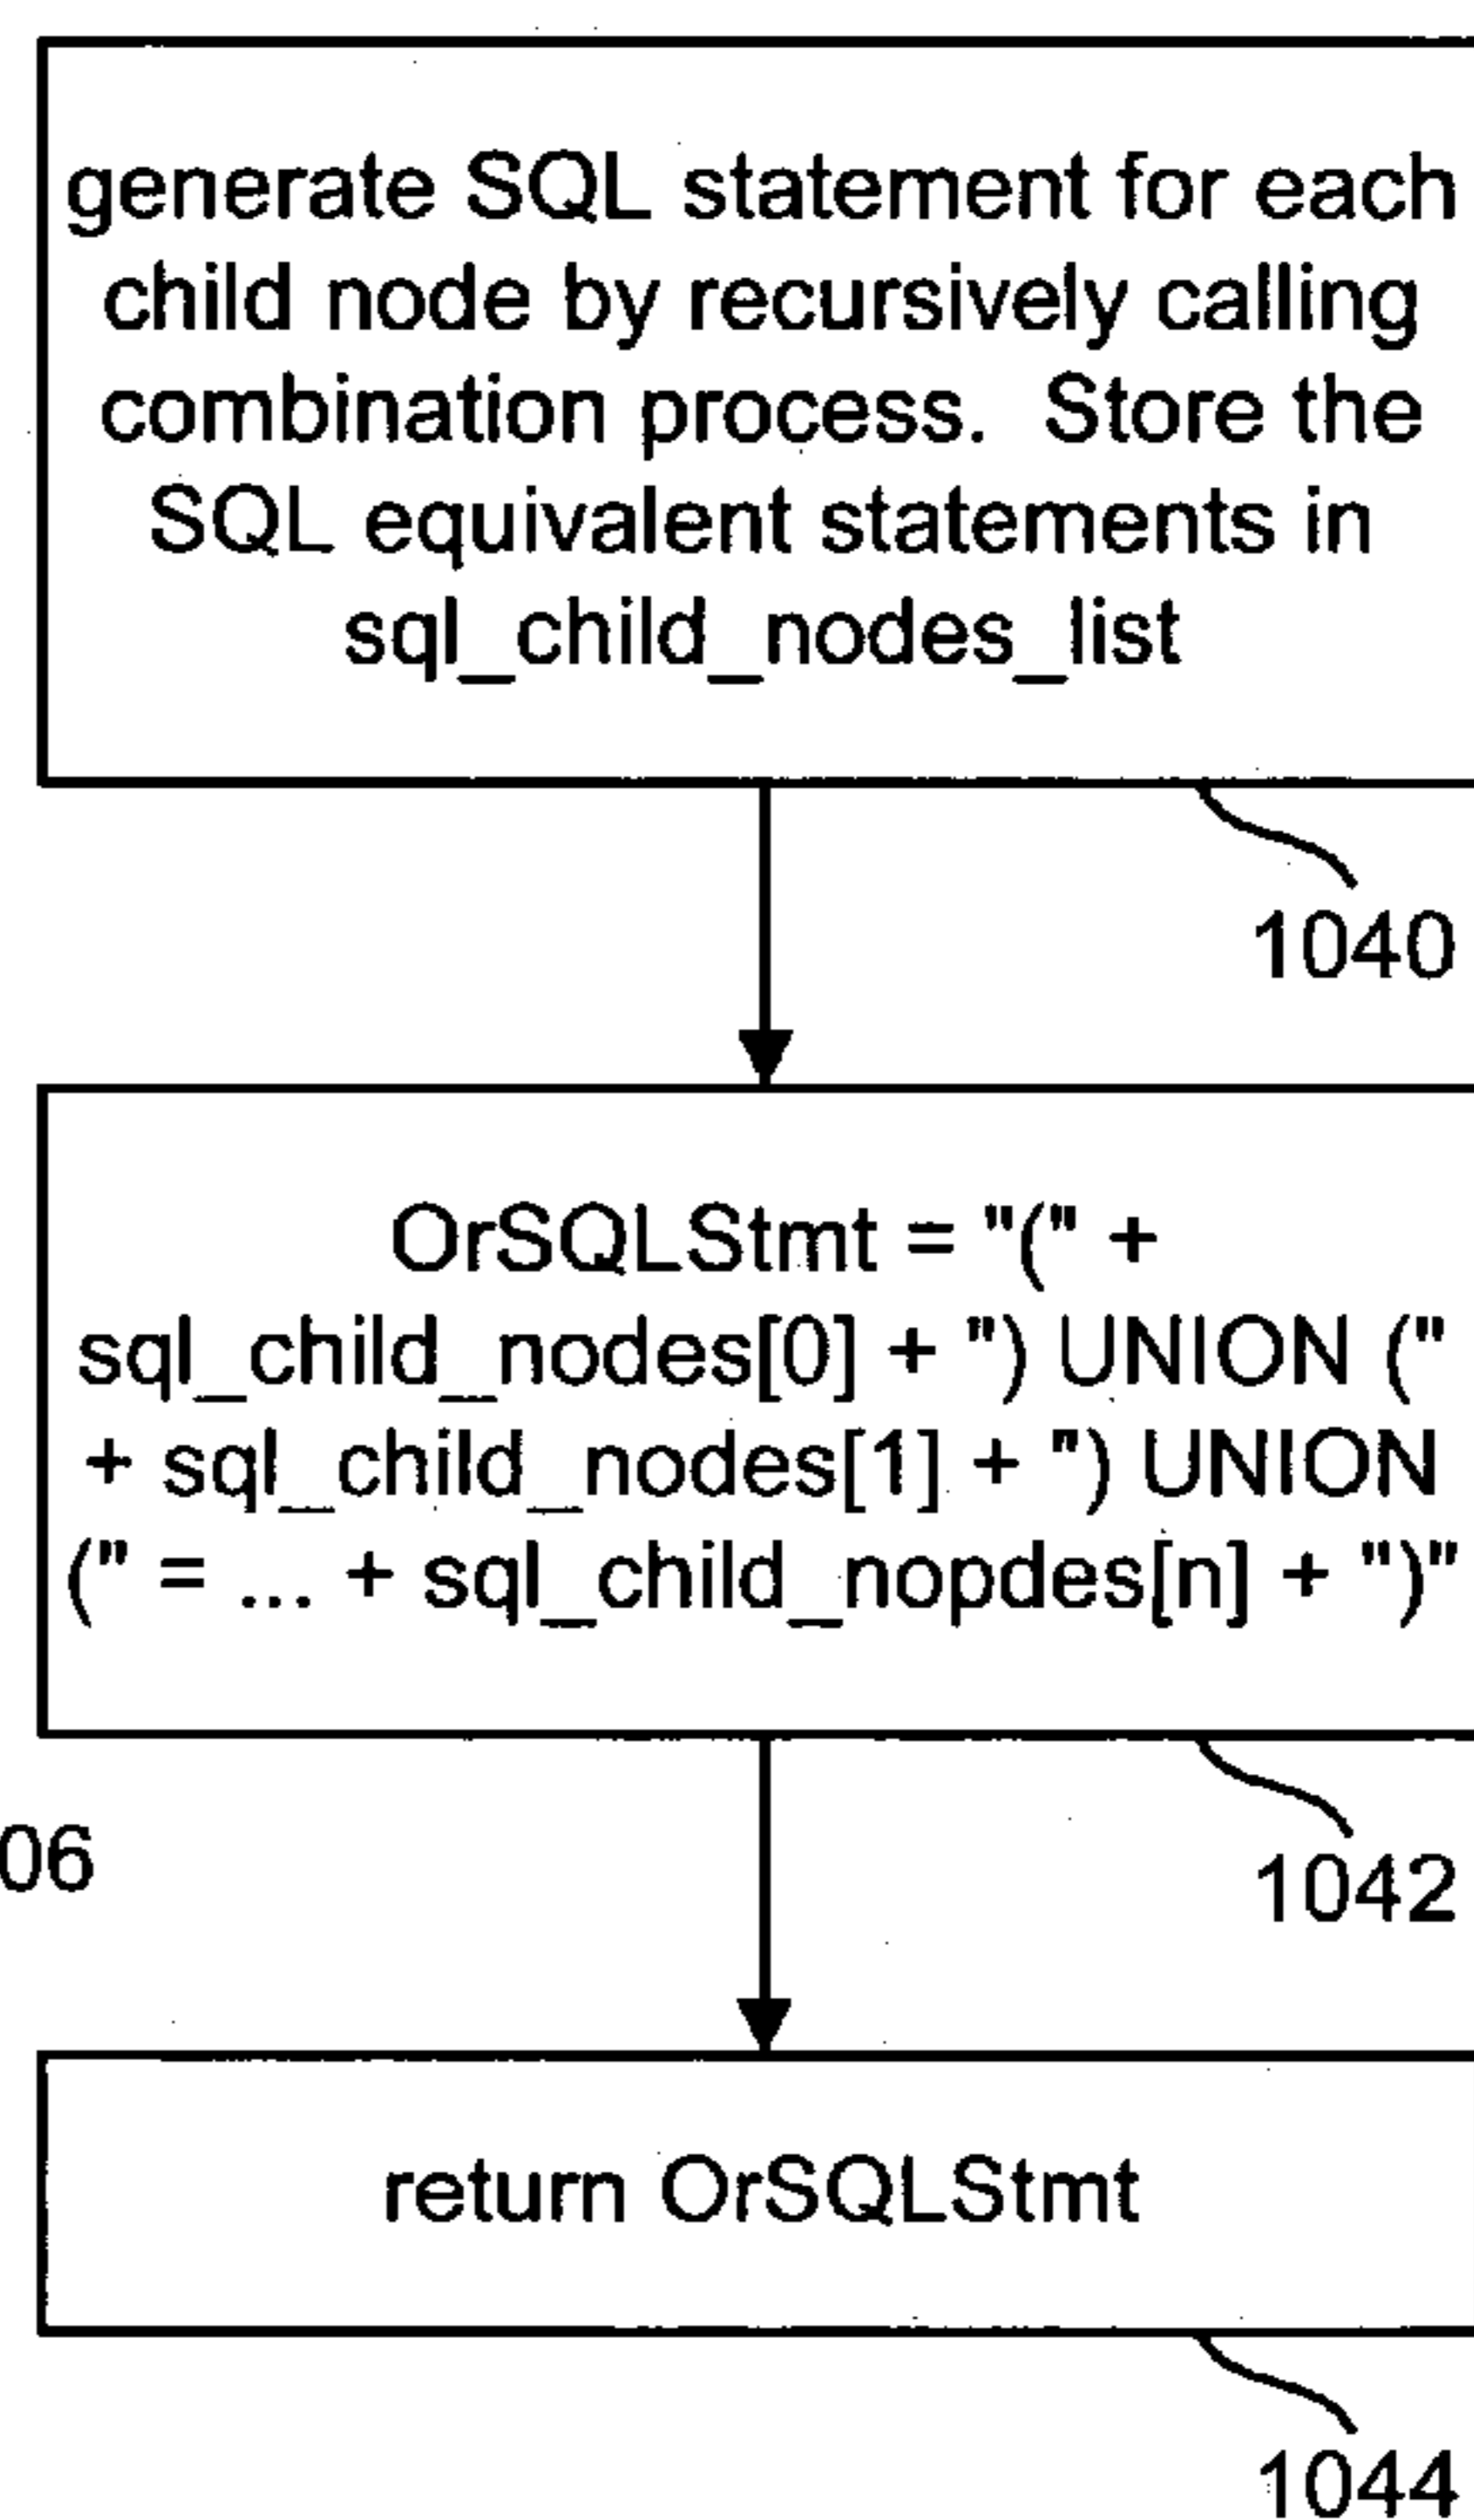 generate SQL statement for each
child node by recursively calling
combination process. Store the
SQL equivalent statements in
sql_child_nodes_list
1040
OrSQLStmt = "(" +
sql_child_nodes[0] + ") UNION ("
+ sql_child_nodes[1] + ") UNION
(" = ... + sql_child_nopdes[n] + ")"
06
1042
return OrSQLStmt
1044